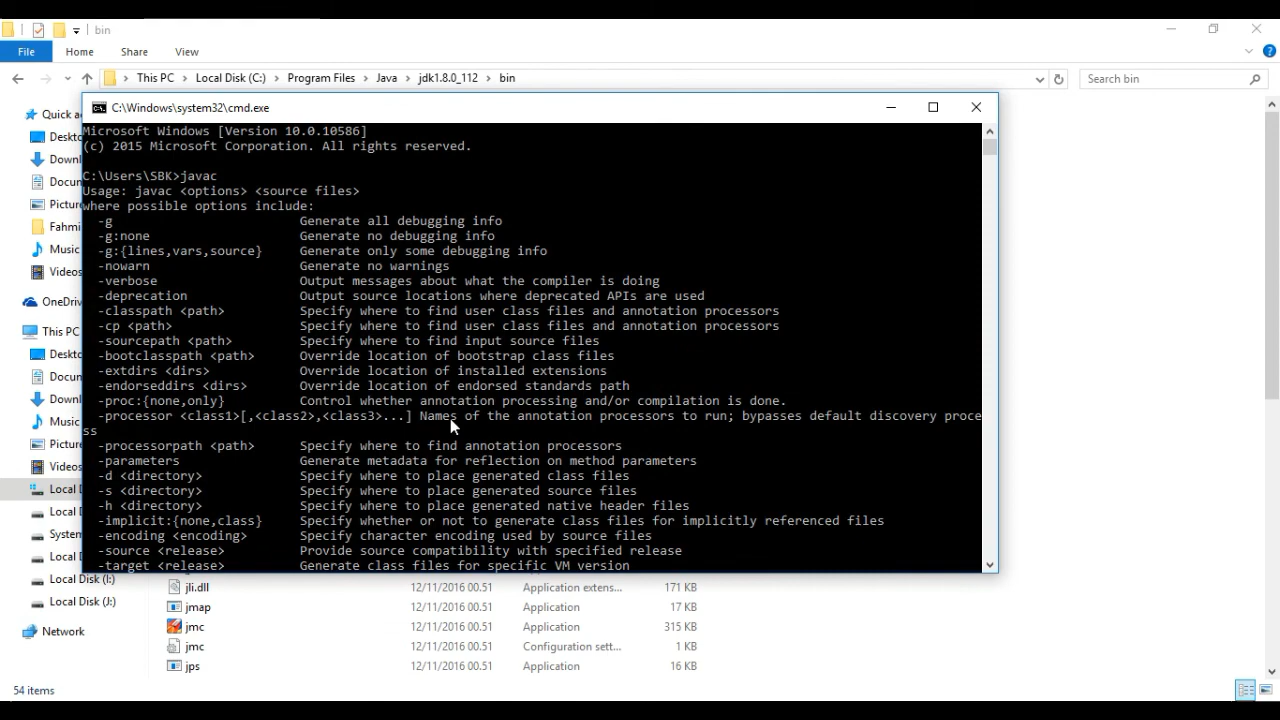 bin
File Home Share View
This PC Local Disk (C:) Program Files Java jdk1.8.0_112 bin
Search bin
C:\Windows\system32\cmd.exe
Microsoft Windows [Version 10.0.10586]
(c) 2015 Microsoft Corporation. All rights reserved.
C:\Users\SBK>javac
Usage: javac <options> <source files>
where possible options include:
-g Generate all debugging info
-g:none Generate no debugging info
-g:{lines,vars,source} Generate only some debugging info
-nowarn Generate no warnings
-verbose Output messages about what the compiler is doing
-deprecation Output source locations where deprecated APIs are used
-classpath <path> Specify where to find user class files and annotation processors
-cp <path> Specify where to find user class files and annotation processors
-sourcepath <path> Specify where to find input source files
-bootclasspath <path> Override location of bootstrap class files
-extdirs <dirs> Override location of installed extensions
-endorseddirs <dirs> Override location of endorsed standards path
-proc:{none,only} Control whether annotation processing and/or compilation is done.
-processor <class1>[,<class2>,<class3>...] Names of the annotation processors to run; bypasses default discovery proce
ss
-processorpath <path> Specify where to find annotation processors
-parameters Generate metadata for reflection on method parameters
-d <directory> Specify where to place generated class files
-s <directory> Specify where to place generated source files
-h <directory> Specify where to place generated native header files
-implicit:{none,class} Specify whether or not to generate class files for implicitly referenced files
-encoding <encoding> Specify character encoding used by source files
-source <release> Provide source compatibility with specified release
-target <release> Generate class files for specific VM version
Quick a
Deskto
Downl
Docum
Picture
Fahmi
Music
Videos
OneDriv
This PC
Deskto
Docum
Downl
Music
Picture
Videos
Local D
Local D
System
Local D
Local Disk (I:)
Local Disk (J:)
Network
jli.dll 12/11/2016 00.51 Application extens... 171 KB
jmap 12/11/2016 00.51 Application 17 KB
jmc 12/11/2016 00.51 Application 315 KB
jmc 12/11/2016 00.51 Configuration sett... 1 KB
jps 12/11/2016 00.51 Application 16 KB
54 items